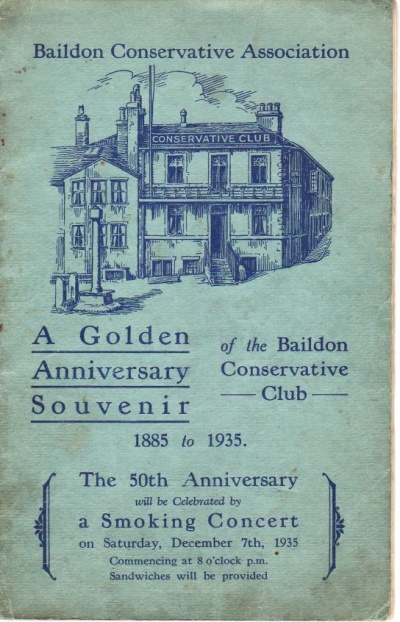 Baildon Conservative Association
CONSERVATIVE CLUB
A Golden
Anniversary
Souvenir
of the Baildon
Conservative
Club
1885 to 1935.
The 50th Anniversary
will be Celebrated by
a Smoking Concert
on Saturday, December 7th, 1935
Commencing at 8 o'clock p.m.
Sandwiches will be provided